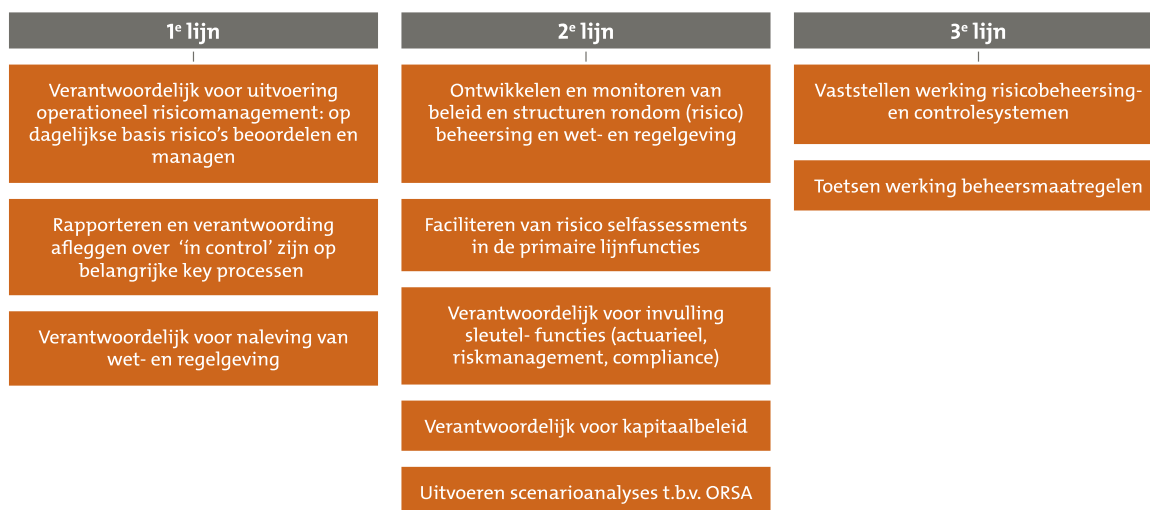 1e lijn
Verantwoordelijk voor uitvoering
operationeel risicomanagement: op
dagelijkse basis risico's beoordelen en
managen
Rapporteren en verantwoording
afleggen over 'in control' zijn op
belangrijke key processen
Verantwoordelijk voor naleving van
wet- en regelgeving
2e lijn
Ontwikkelen en monitoren van
beleid en structuren rondom (risico)
beheersing en wet- en regelgeving
Faciliteren van risico selfassessments
in de primaire lijnfuncties
Verantwoordelijk voor invulling
sleutel- functies (actuarieel,
riskmanagement, compliance)
Verantwoordelijk voor kapitaalbeleid
Uitvoeren scenarioanalyses t.b.v. ORSA
3e lijn
Vaststellen werking risicobeheersing-
en controlesystemen
Toetsen werking beheersmaatregelen